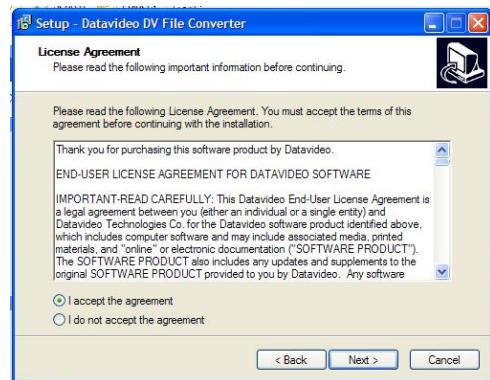 Setup - Datavideo DV File Converter
License Agreement
Please read the following important information before continuing.
Please read the following License Agreement. You must accept the terms of this
agreement before continuing with the installation.
Thank you for purchasing this software product by Datavideo.
END-USER LICENSE AGREEMENT FOR DATAVIDEO SOFTWARE
IMPORTANT-READ CAREFULLY: This Datavideo End-User License Agreement is
a legal agreement between you (either an individual or a single entity) and
Datavideo Technologies Co. for the Datavideo software product identified above,
which includes computer software and may include associated media, printed
materials, and "online" or electronic documentation ("SOFTWARE PRODUCT").
The SOFTWARE PRODUCT also includes any updates and supplements to the
original SOFTWARE PRODUCT provided to you by Datavideo. Any software
I accept the agreement
I do not accept the agreement
< Back Next > Cancel